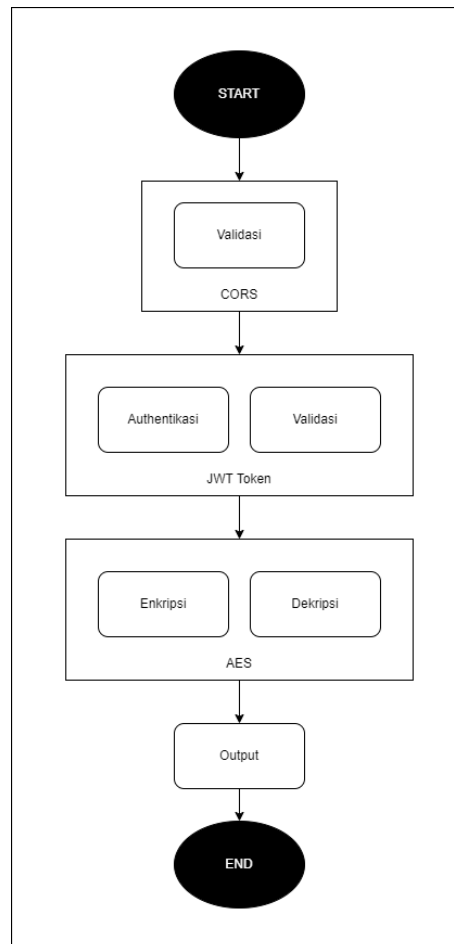 START
Validasi
CORS
Authentikasi
Validasi
JWT Token
Enkripsi
Dekripsi
AES
Output
END